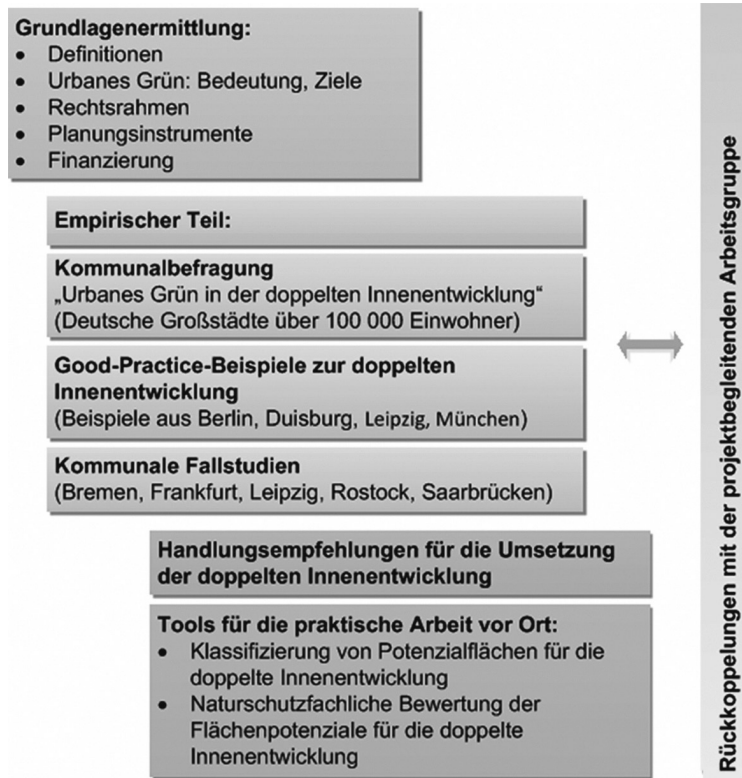 Grundlagenermittlung:
• Definitionen
• Urbanes Grün: Bedeutung, Ziele
• Rechtsrahmen
• Planungsinstrumente
• Finanzierung
Empirischer Teil:
Kommunalbefragung
„Urbanes Grün in der doppelten Innenentwicklung“
(Deutsche Großstädte über 100 000 Einwohner)
Good-Practice-Beispiele zur doppelten
Innenentwicklung
(Beispiele aus Berlin, Duisburg, Leipzig, München)
Kommunale Fallstudien
(Bremen, Frankfurt, Leipzig, Rostock, Saarbrücken)
Handlungsempfehlungen für die Umsetzung
der doppelten Innenentwicklung
Tools für die praktische Arbeit vor Ort:
• Klassifizierung von Potenzialflächen für die
doppelte Innenentwicklung
• Naturschutzfachliche Bewertung der
Flächenpotenziale für die doppelte
Innenentwicklung
Rückkoppelungen mit der projektbegleitenden Arbeitsgruppe